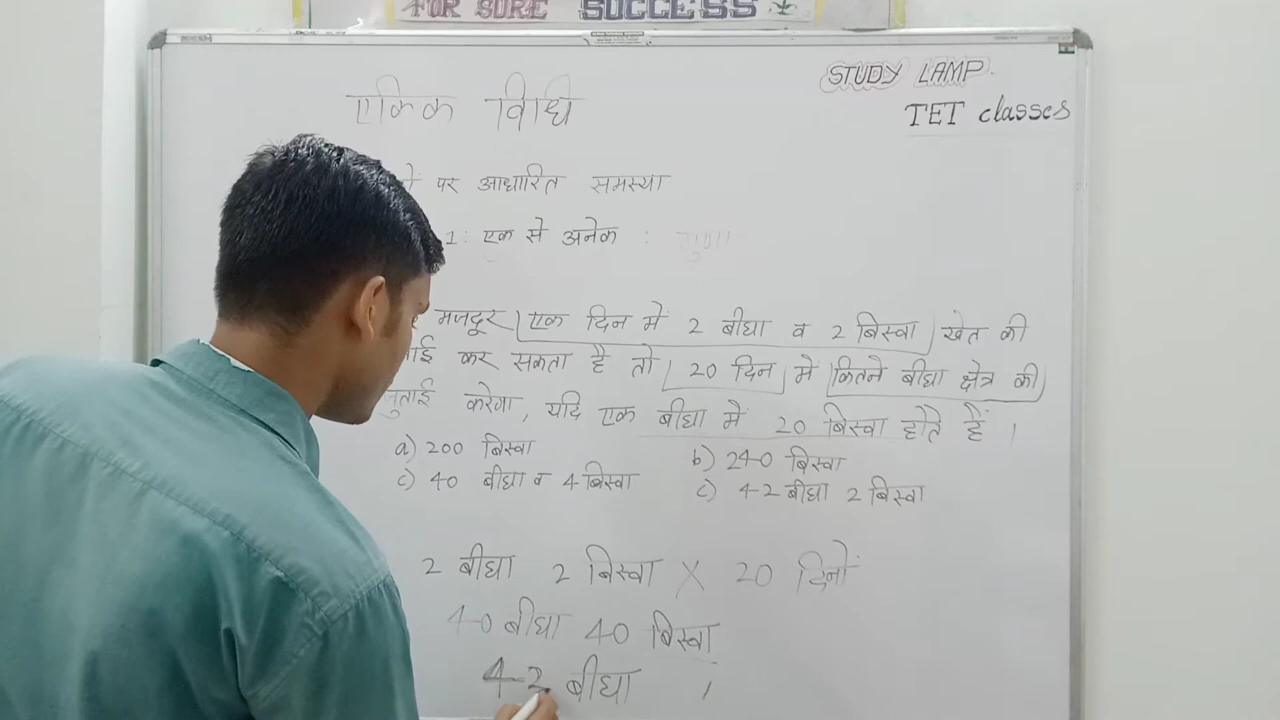 FOR SURE SUCCESS
STUDY LAMP.
TET classes
एकिक विधि
पर आधारित समस्या
1: एक से अनेक : गुणा
मजदूर एक दिन में 2 बीघा व 2 बिस्वा खेत की
कर सकता है तो 20 दिन में कितने बीघा क्षेत्र की
जुताई करेगा, यदि एक बीघा में 20 बिस्वा होते हैं ।
a) 200 बिस्वा
b) 240 बिस्वा
c) 40 बीघा व 4 बिस्वा
c) 42 बीघा 2 बिस्वा
2 बीघा 2 बिस्वा X 20 दिनों
40 बीघा 40 बिस्वा
42 बीघा ।